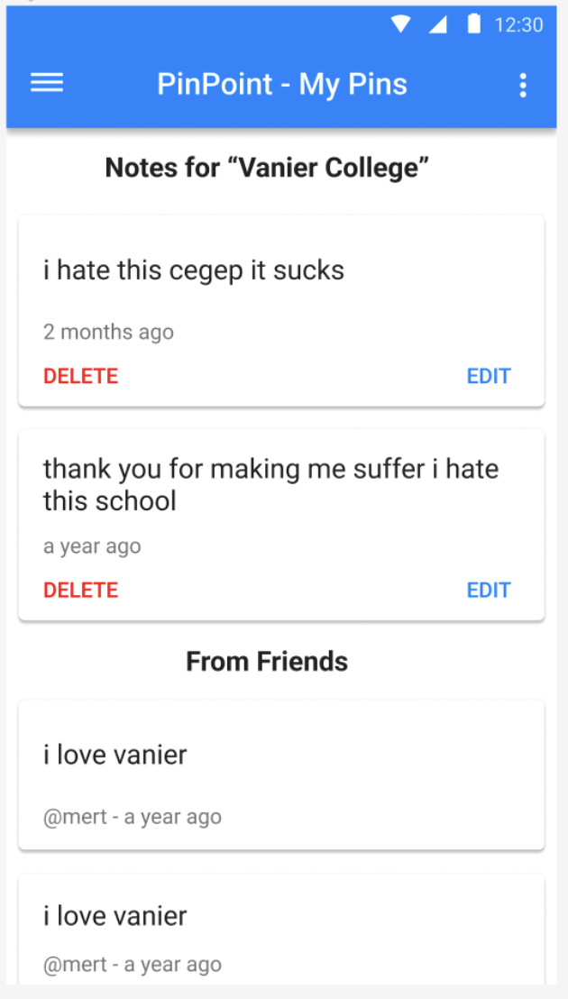 12:30
PinPoint - My Pins
Notes for “Vanier College”
i hate this cegep it sucks
2 months ago
DELETE EDIT
thank you for making me suffer i hate
this school
a year ago
DELETE EDIT
From Friends
i love vanier
@mert - a year ago
i love vanier
@mert - a year ago